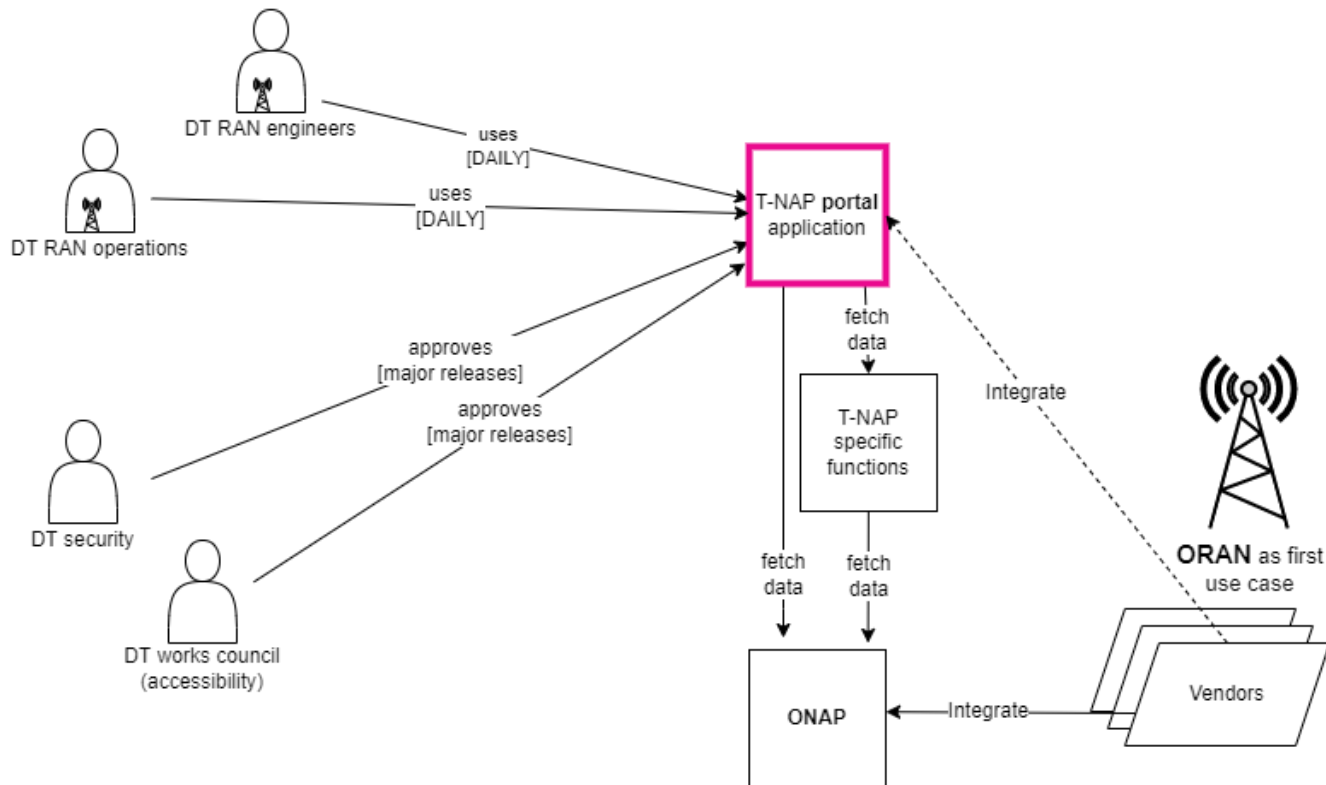 DT RAN engineers
uses
[DAILY]
DT RAN operations
uses
[DAILY]
T-NAP portal
application
approves
[major releases]
approves
[major releases]
DT security
DT works council
(accessibility)
fetch
data
T-NAP
specific
functions
fetch
data
fetch
data
ONAP
Integrate
ORAN as first
use case
Vendors
Integrate